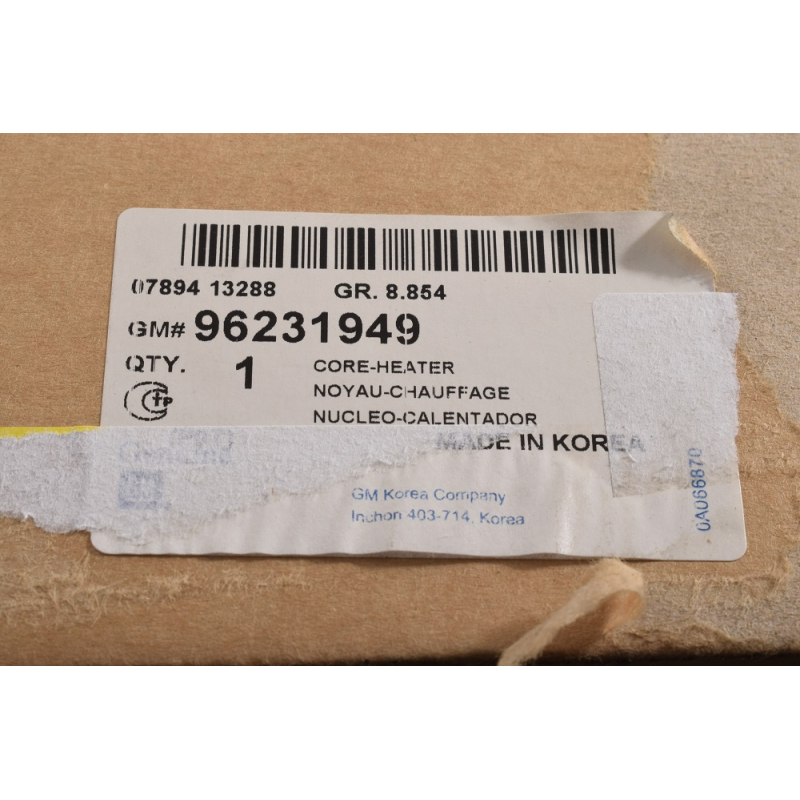 07894 13288 GR. 8.854
GM# 96231949
QTY. 1 CORE-HEATER
NOYAU-CHAUFFAGE
NUCLEO-CALENTADOR
MADE IN KOREA
GM Korea Company
Inchon 403-714, Korea
0A066870